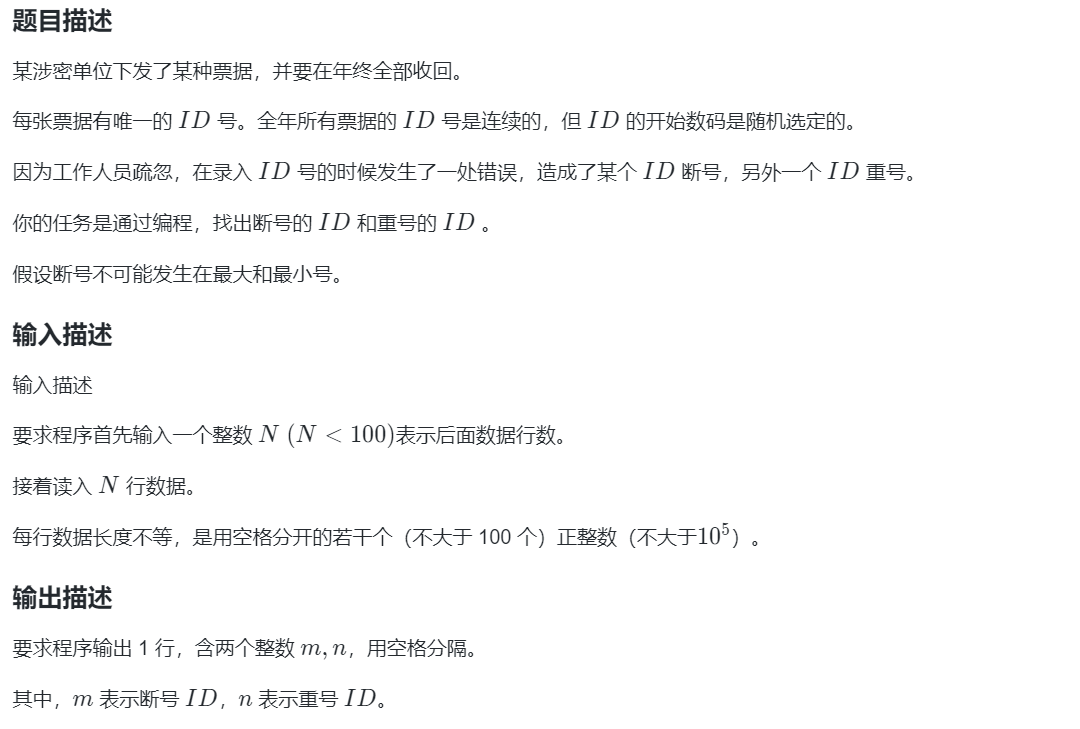 题目描述
某涉密单位下发了某种票据，并要在年终全部收回。
每张票据有唯一的 ID 号。全年所有票据的 ID 号是连续的，但 ID 的开始数码是随机选定的。
因为工作人员疏忽，在录入 ID 号的时候发生了一处错误，造成了某个 ID 断号，另外一个 ID 重号。
你的任务是通过编程，找出断号的 ID 和重号的 ID 。
假设断号不可能发生在最大和最小号。
输入描述
输入描述
要求程序首先输入一个整数 N (N < 100)表示后面数据行数。
接着读入 N 行数据。
每行数据长度不等，是用空格分开的若干个（不大于 100 个）正整数（不大于10⁵）。
输出描述
要求程序输出 1 行，含两个整数 m, n，用空格分隔。
其中，m 表示断号 ID，n 表示重号 ID。